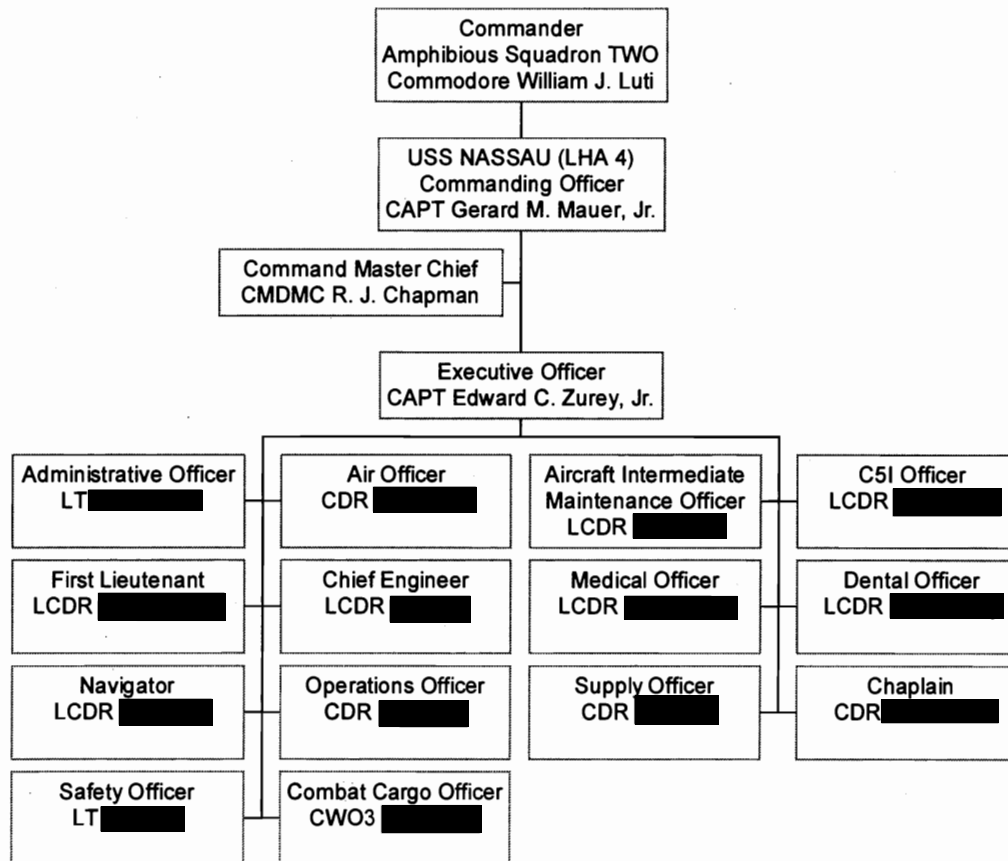 Commander
Amphibious Squadron TWO
Commodore William J. Luti
USS NASSAU (LHA 4)
Commanding Officer
CAPT Gerard M. Mauer, Jr.
Command Master Chief
CMDMC R. J. Chapman
Executive Officer
CAPT Edward C. Zurey, Jr.
Administrative Officer
LT
Air Officer
CDR
Aircraft Intermediate
Maintenance Officer
LCDR
C5I Officer
LCDR
First Lieutenant
LCDR
Chief Engineer
LCDR
Medical Officer
LCDR
Dental Officer
LCDR
Navigator
LCDR
Operations Officer
CDR
Supply Officer
CDR
Chaplain
CDR
Safety Officer
LT
Combat Cargo Officer
CWO3